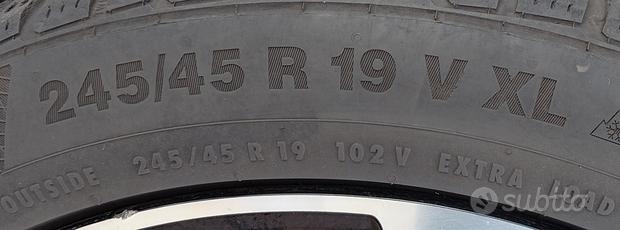 245/45 R 19 V XL
OUTSIDE 245/45 R 19 102 V EXTRA LOAD
subito